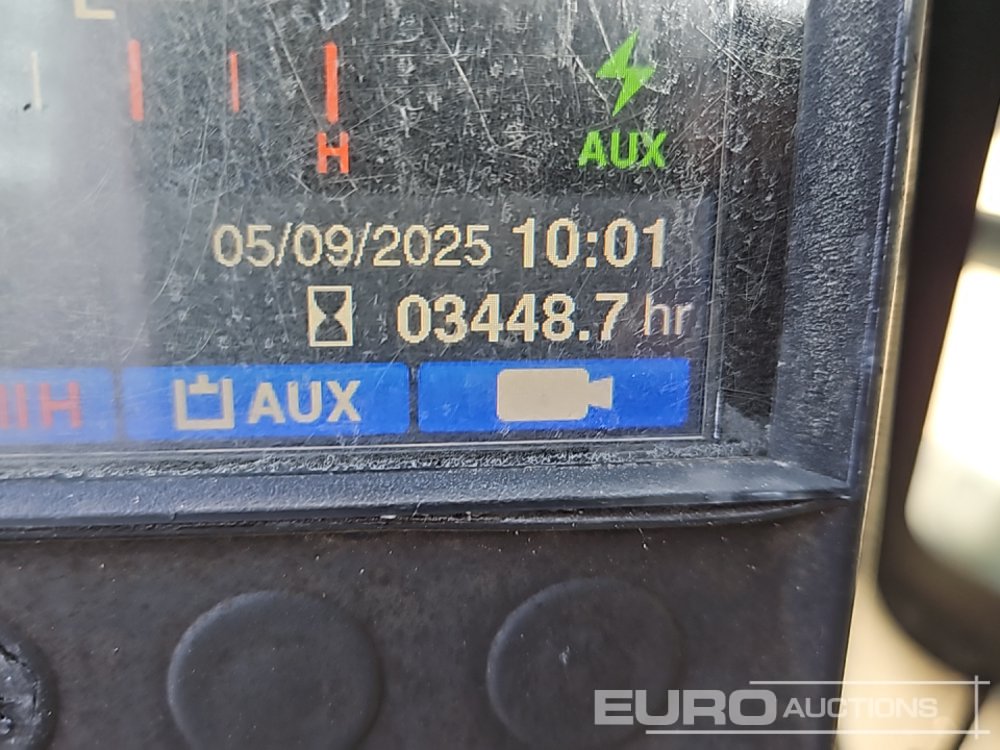 H
AUX
05/09/2025 10:01
03448.7 hr
H AUX
EURO AUCTIONS